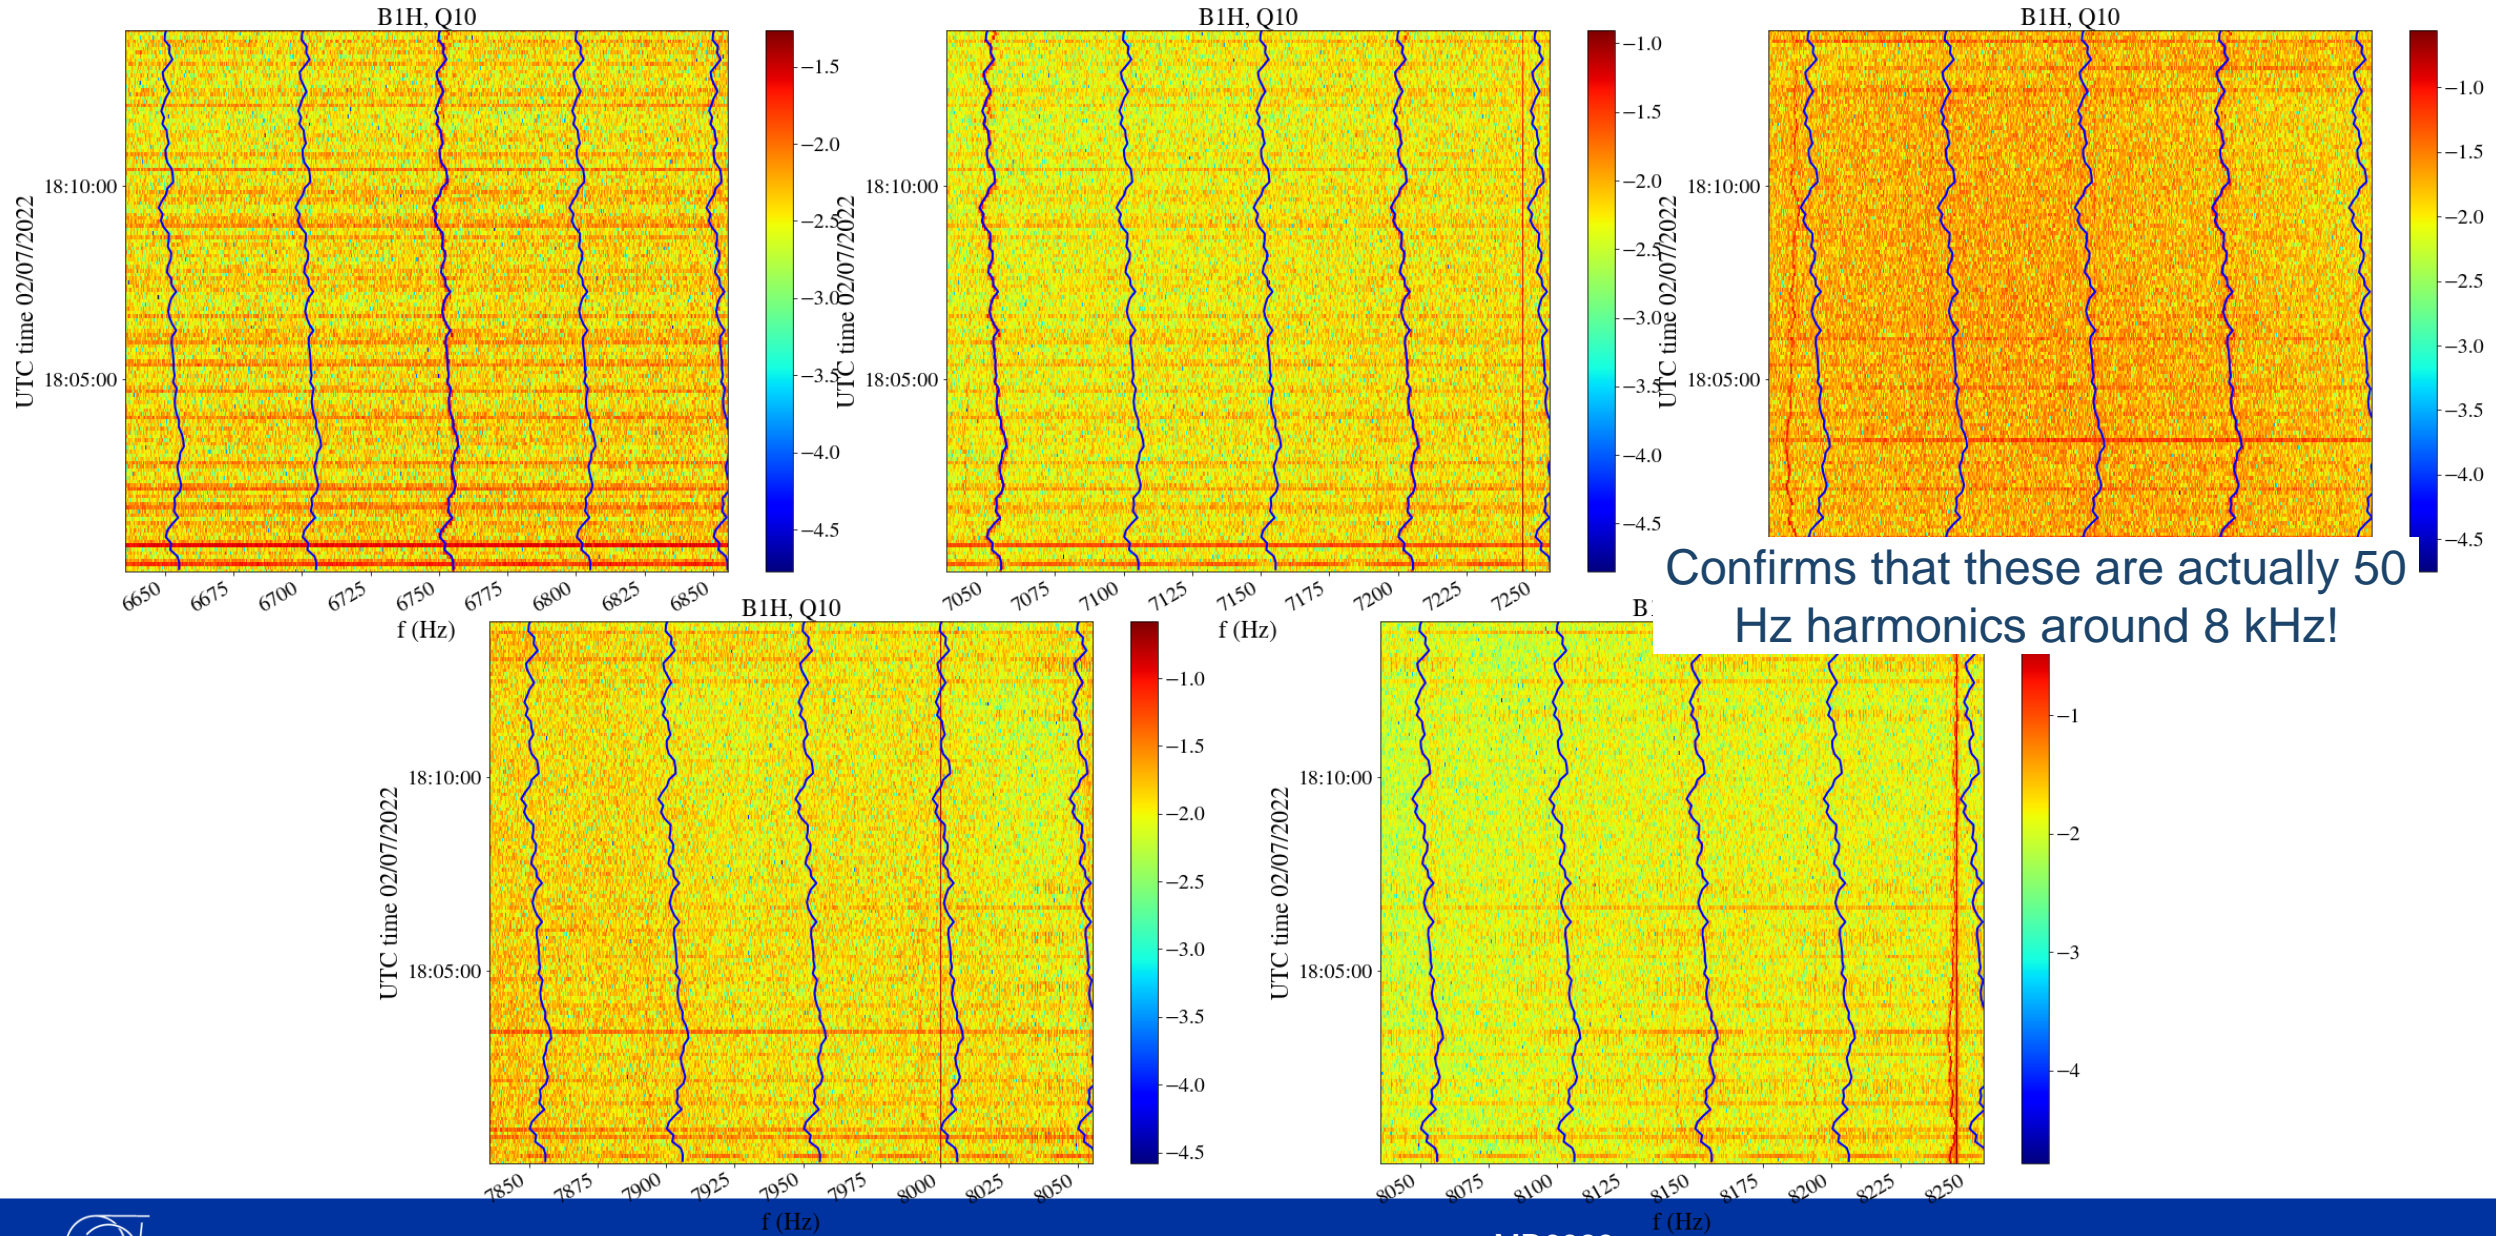 B1H, Q10
UTC time 02/07/2022
18:10:00
18:05:00
6650 6675 6700 6725 6750 6775 6800 6825 6850
f (Hz)
−1.5
−2.0
−2.5
−3.0
−3.5
−4.0
−4.5
B1H, Q10
UTC time 02/07/2022
18:10:00
18:05:00
7050 7075 7100 7125 7150 7175 7200 7225 7250
f (Hz)
−1.0
−1.5
−2.0
−2.5
−3.0
−3.5
−4.0
−4.5
B1H, Q10
UTC time 02/07/2022
18:10:00
18:05:00
−1.0
−1.5
−2.0
−2.5
−3.0
−3.5
−4.0
−4.5
Confirms that these are actually 50
Hz harmonics around 8 kHz!
B1H, Q10
UTC time 02/07/2022
18:10:00
18:05:00
7850 7875 7900 7925 7950 7975 8000 8025 8050
f (Hz)
−1.0
−1.5
−2.0
−2.5
−3.0
−3.5
−4.0
−4.5
UTC time 02/07/2022
18:10:00
18:05:00
8050 8075 8100 8125 8150 8175 8200 8225 8250
f (Hz)
−1
−2
−3
−4